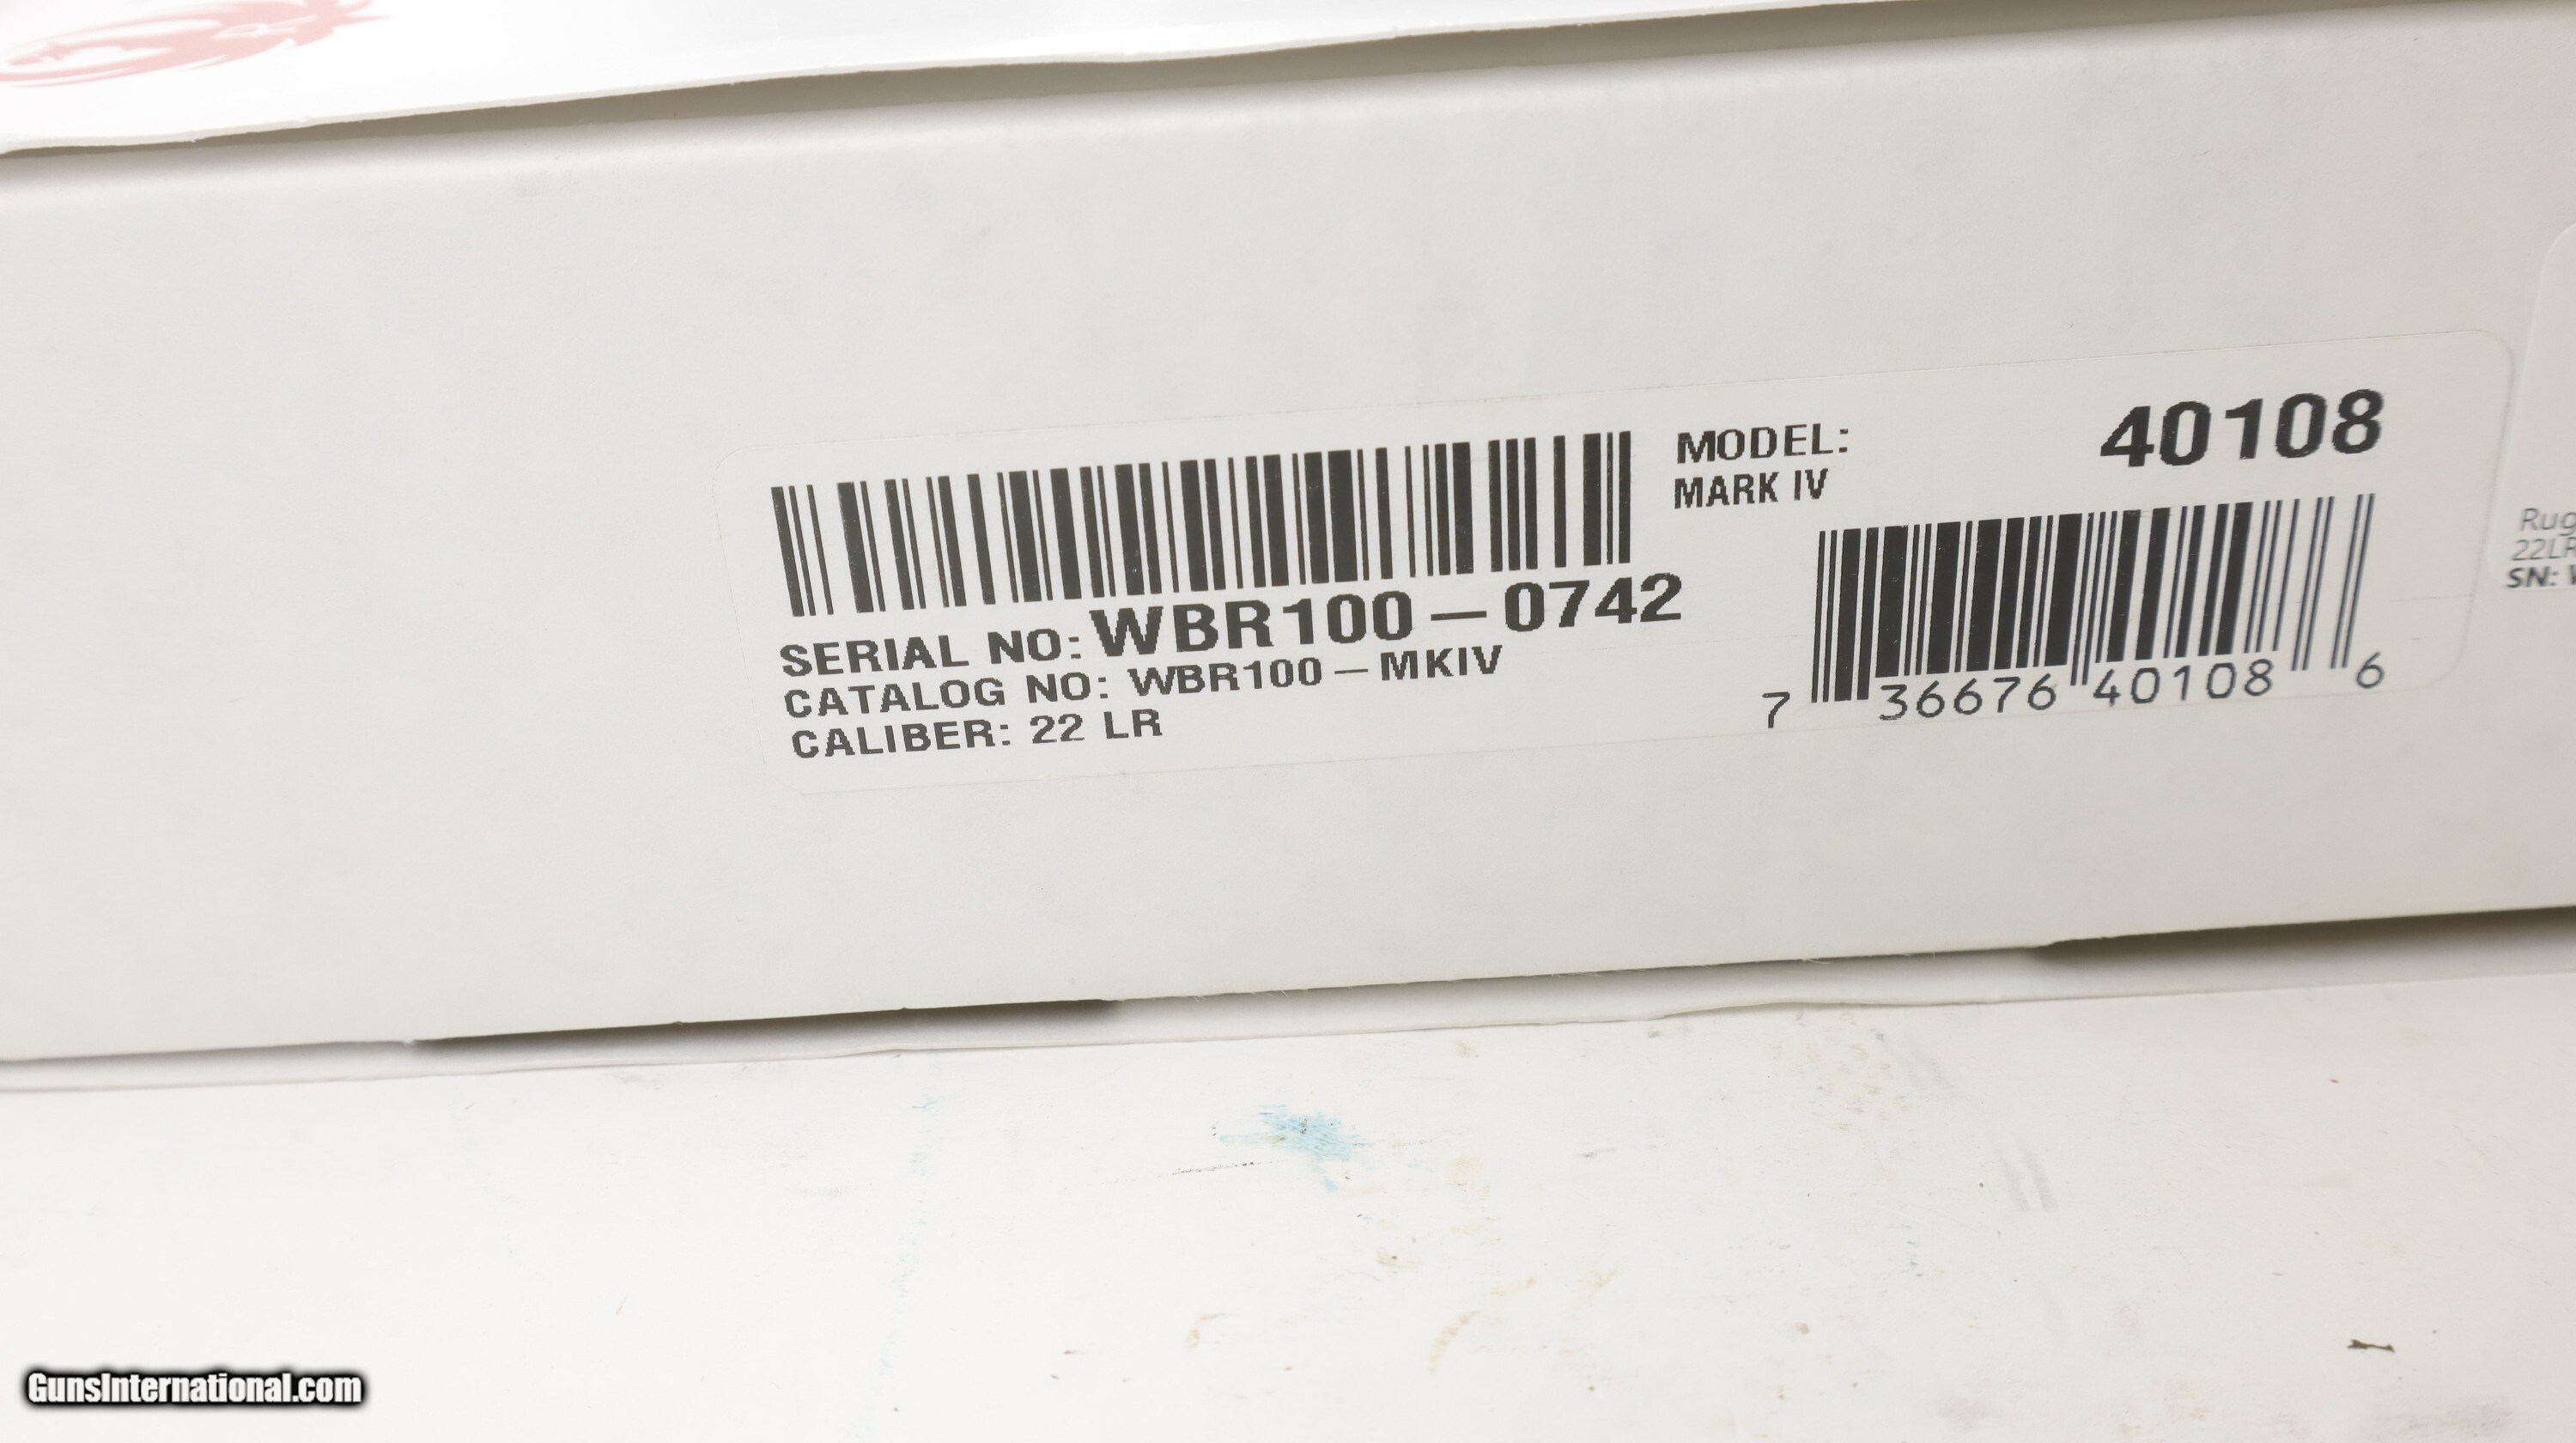 MODEL:
40108
MARK IV
SERIAL NO: WBR100-0742
CATALOG NO: WBR100-MKIV
CALIBER: 22 LR
7 36676 40108 6
22LR
SN:
GunsInternational.com